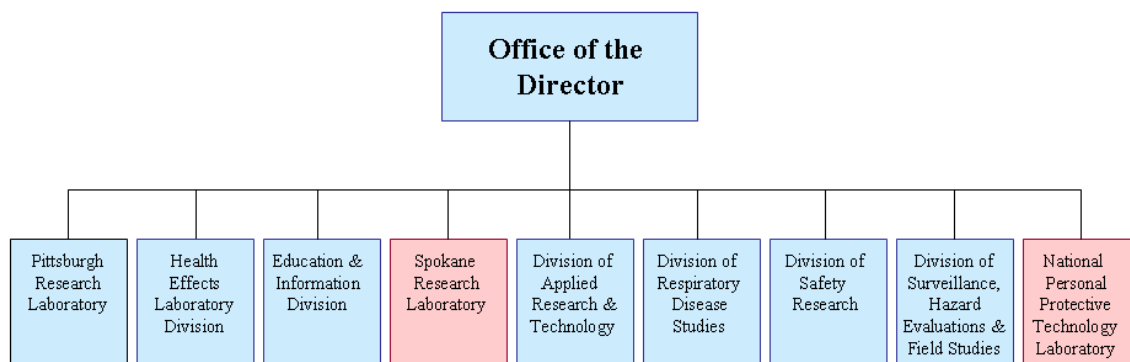 Office of the
Director
Pittsburgh
Research
Laboratory
Health
Effects
Laboratory
Division
Education &
Information
Division
Spokane
Research
Laboratory
Division of
Applied
Research &
Technology
Division of
Respiratory
Disease
Studies
Division of
Safety
Research
Division of
Surveillance,
Hazard
Evaluations &
Field Studies
National
Personal
Protective
Technology
Laboratory